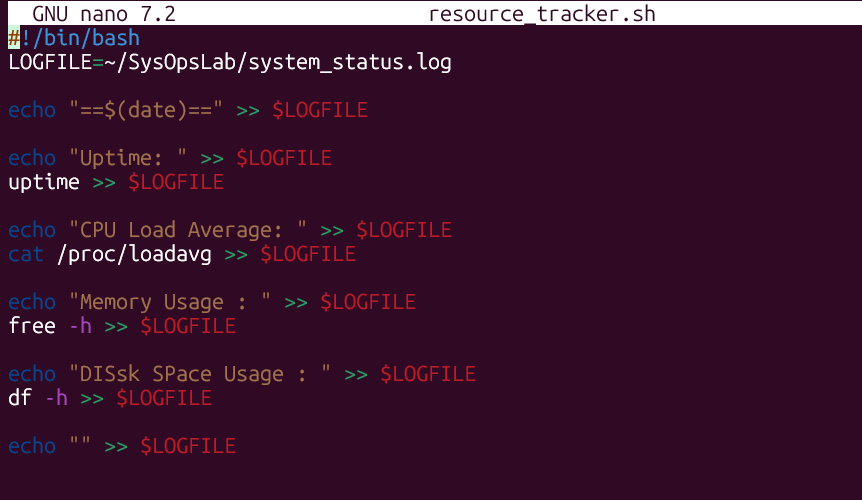 GNU nano 7.2 resource_tracker.sh
#!/bin/bash
LOGFILE=~/SysOpsLab/system_status.log
echo "==$(date)==" >> $LOGFILE
echo "Uptime: " >> $LOGFILE
uptime >> $LOGFILE
echo "CPU Load Average: " >> $LOGFILE
cat /proc/loadavg >> $LOGFILE
echo "Memory Usage : " >> $LOGFILE
free -h >> $LOGFILE
echo "DISsk SPace Usage : " >> $LOGFILE
df -h >> $LOGFILE
echo "" >> $LOGFILE